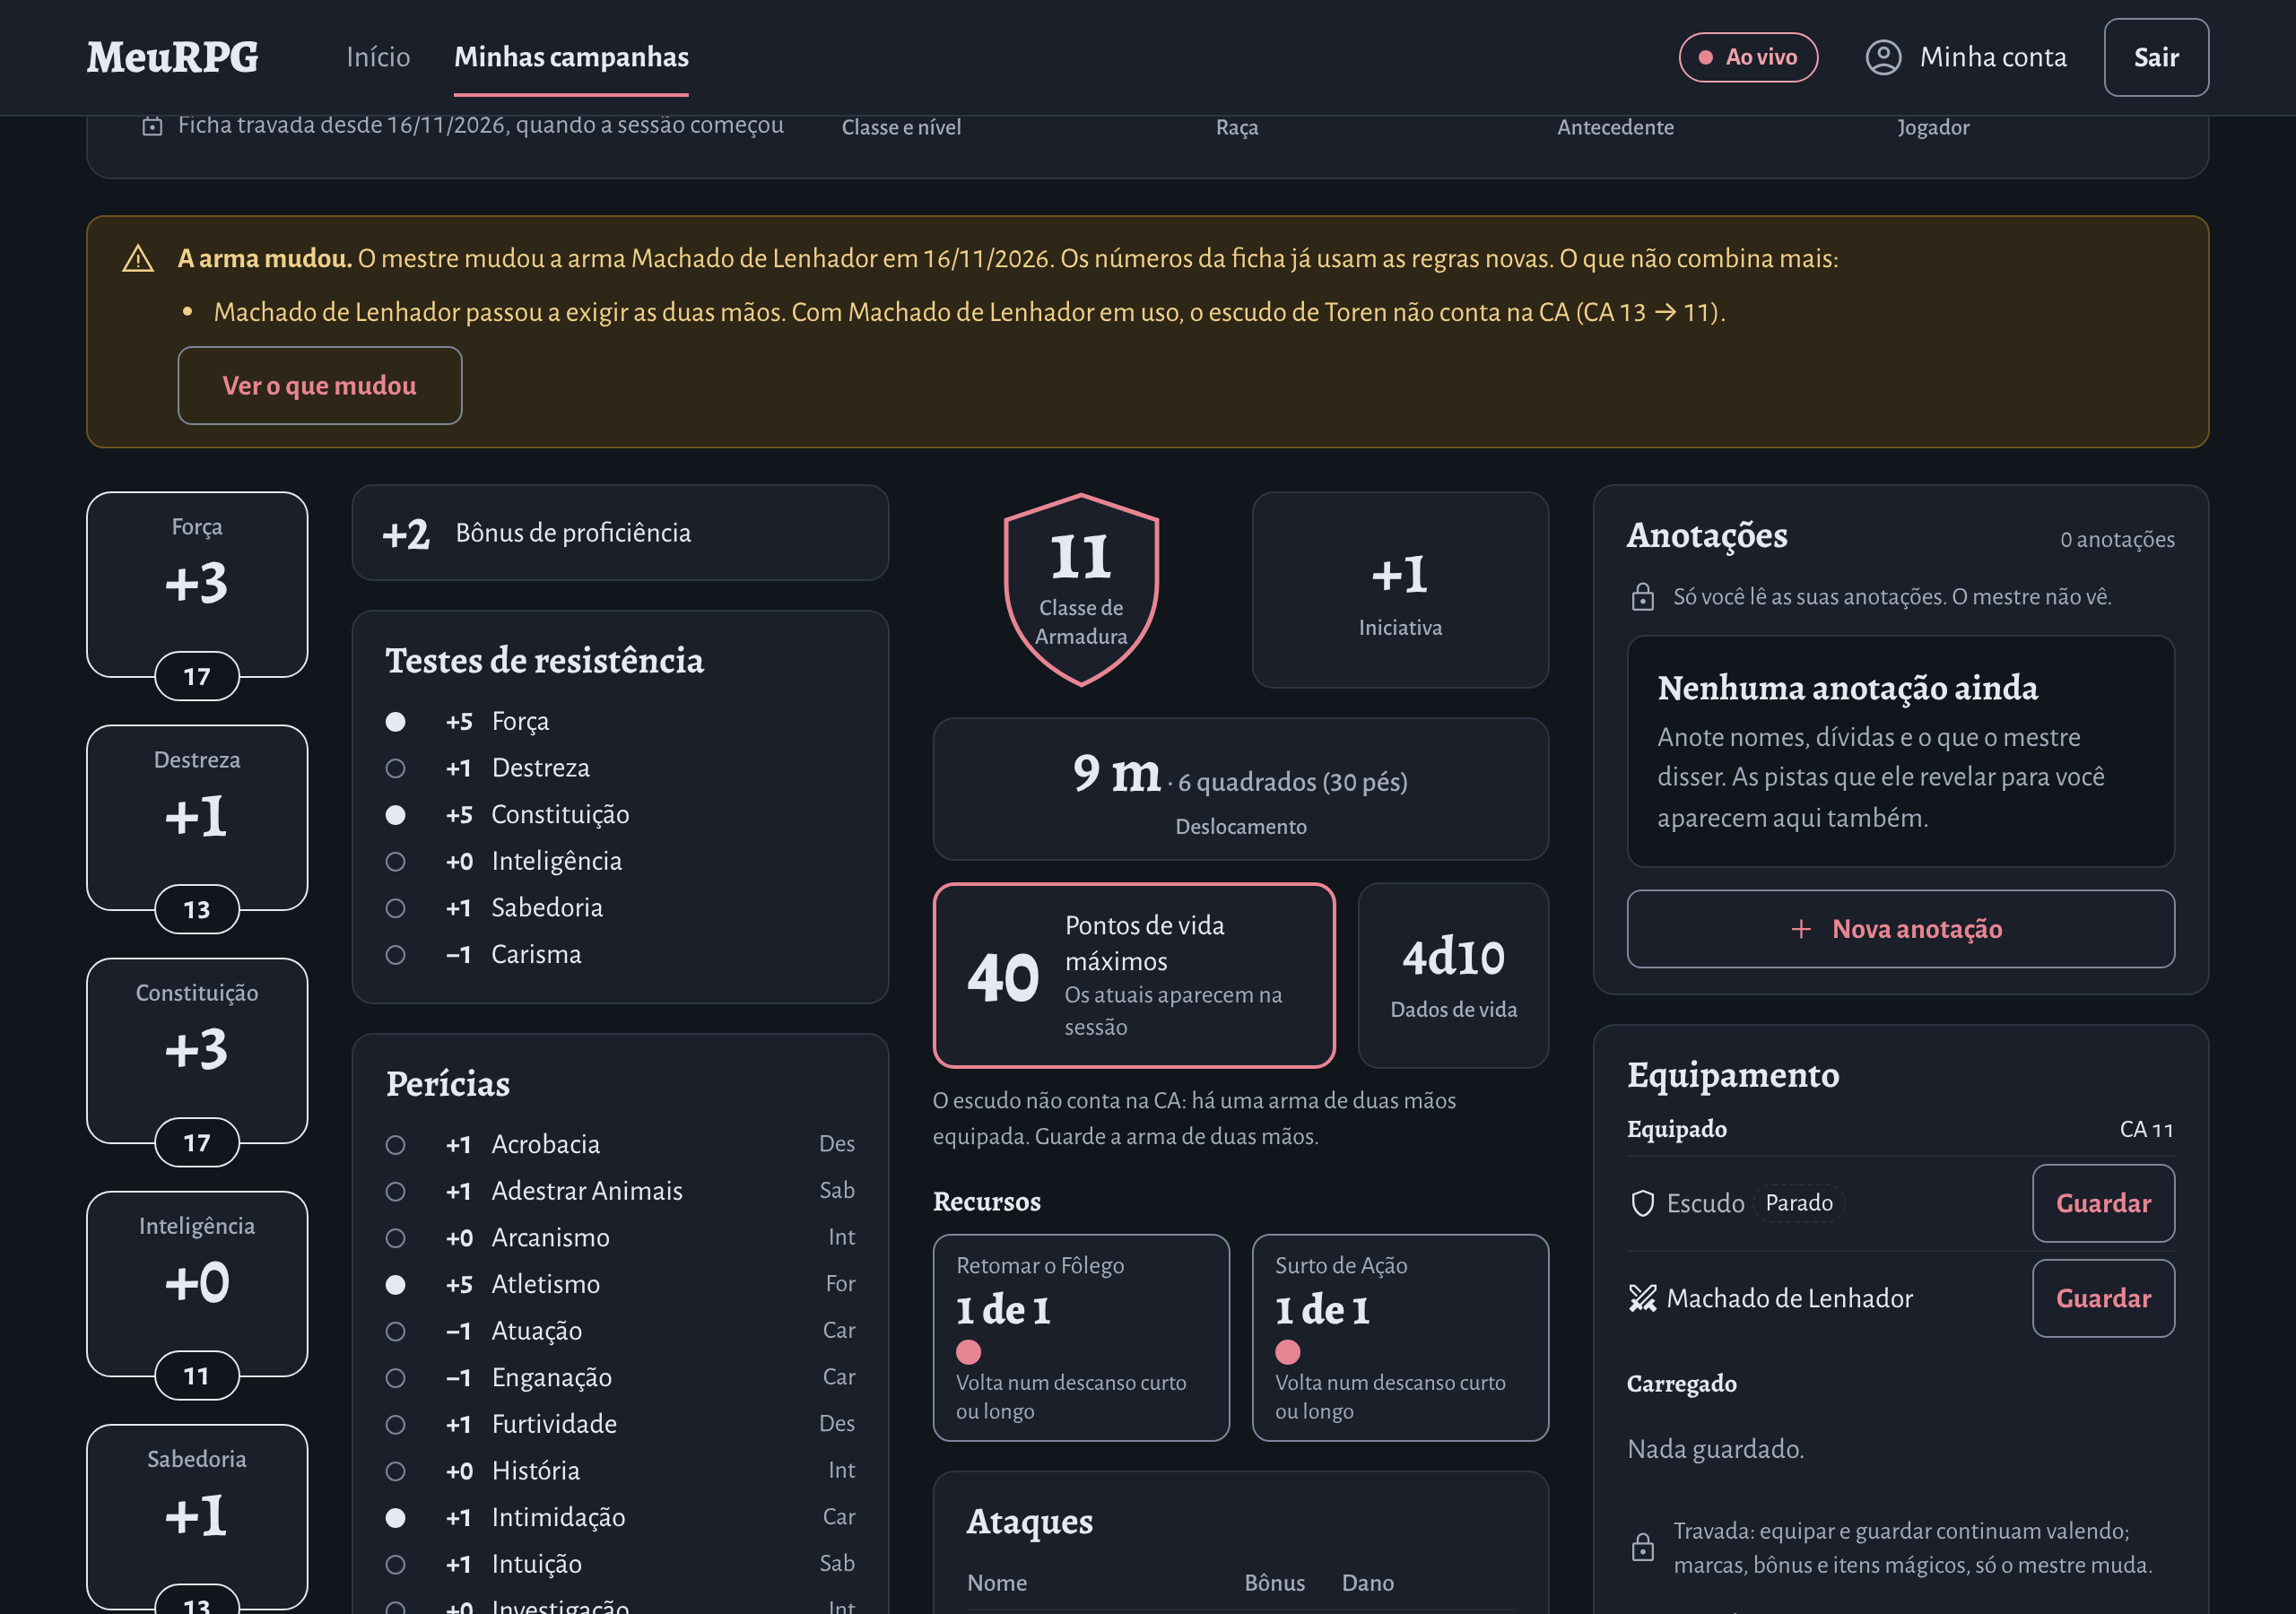 MeuRPG
Início
Minhas campanhas
Ao vivo
Minha conta
Sair
Ficha travada desde 16/11/2026, quando a sessão começou
Classe e nível
Raça
Antecedente
Jogador
A arma mudou. O mestre mudou a arma Machado de Lenhador em 16/11/2026. Os números da ficha já usam as regras novas. O que não combina mais:
• Machado de Lenhador passou a exigir as duas mãos. Com Machado de Lenhador em uso, o escudo de Toren não conta na CA (CA 13 → 11).
Ver o que mudou
Força
+3
17
Destreza
+1
13
Constituição
+3
17
Inteligência
+0
11
Sabedoria
+1
13
+2 Bônus de proficiência
Testes de resistência
+5 Força
+1 Destreza
+5 Constituição
+0 Inteligência
+1 Sabedoria
−1 Carisma
Perícias
+1 Acrobacia Des
+1 Adestrar Animais Sab
+0 Arcanismo Int
+5 Atletismo For
−1 Atuação Car
−1 Enganação Car
+1 Furtividade Des
+0 História Int
+1 Intimidação Car
+1 Intuição Sab
+0 Investigação Int
11
Classe de
Armadura
+1
Iniciativa
9 m · 6 quadrados (30 pés)
Deslocamento
40
Pontos de vida
máximos
Os atuais aparecem na
sessão
4d10
Dados de vida
O escudo não conta na CA: há uma arma de duas mãos
equipada. Guarde a arma de duas mãos.
Recursos
Retomar o Fôlego
1 de 1
Volta num descanso curto
ou longo
Surto de Ação
1 de 1
Volta num descanso curto
ou longo
Ataques
Nome Bônus Dano
Anotações
0 anotações
Só você lê as suas anotações. O mestre não vê.
Nenhuma anotação ainda
Anote nomes, dívidas e o que o mestre
disser. As pistas que ele revelar para você
aparecem aqui também.
+ Nova anotação
Equipamento
Equipado CA 11
Escudo Parado Guardar
Machado de Lenhador Guardar
Carregado
Nada guardado.
Travada: equipar e guardar continuam valendo;
marcas, bônus e itens mágicos, só o mestre muda.